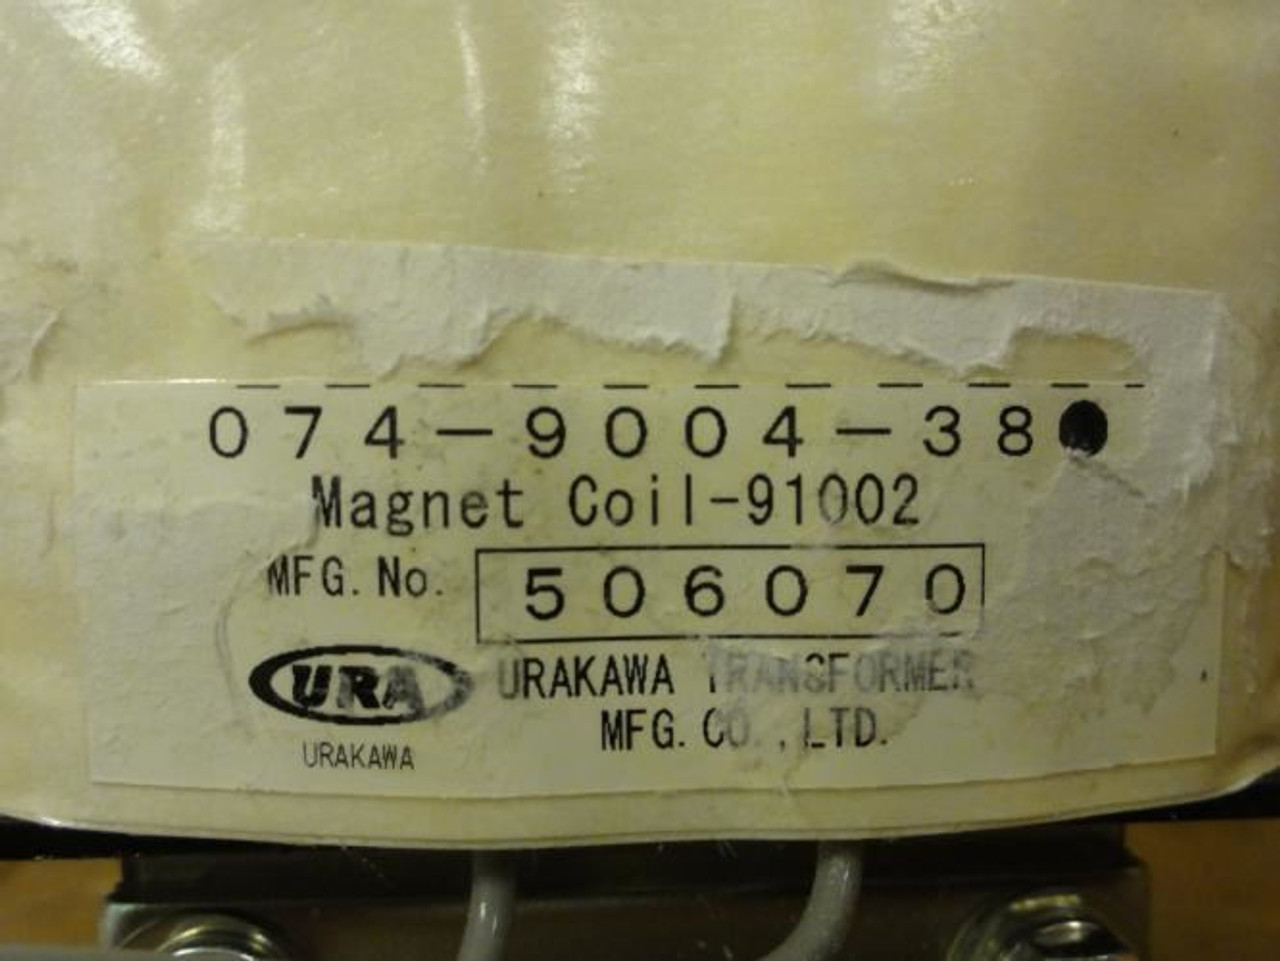 074-9004-38●
Magnet Coil-91002
MFG. No. 506070
URA
URAKAWA
URAKAWA TRANSFORMER
MFG. CO., LTD.